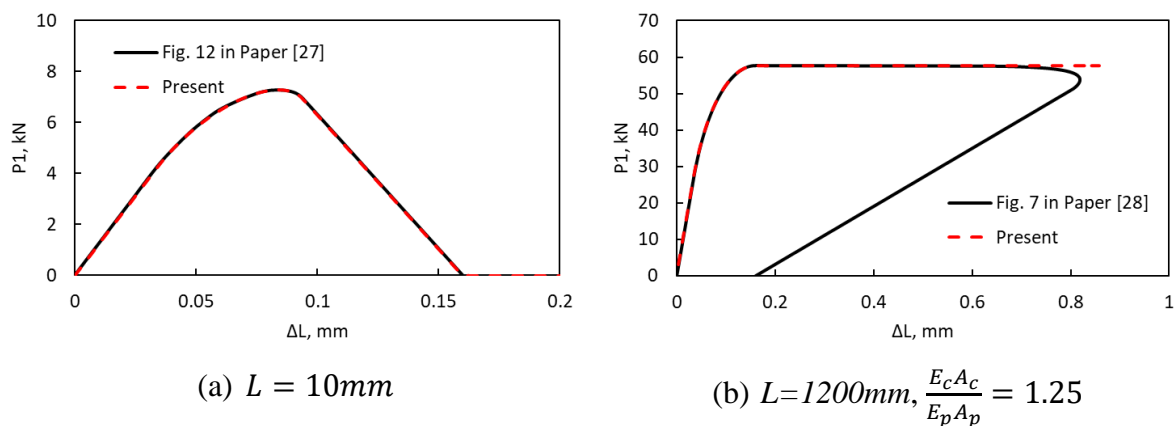 10
8
6
4
2
0
P1, kN
Fig. 12 in Paper [27]
Present
0 0.05 0.1 0.15 0.2
ΔL, mm
(a) L = 10mm
70
60
50
40
30
20
10
0
P1, kN
Fig. 7 in Paper [28]
Present
0 0.2 0.4 0.6 0.8 1
ΔL, mm
(b) L=1200mm, EcAc/EpAp = 1.25